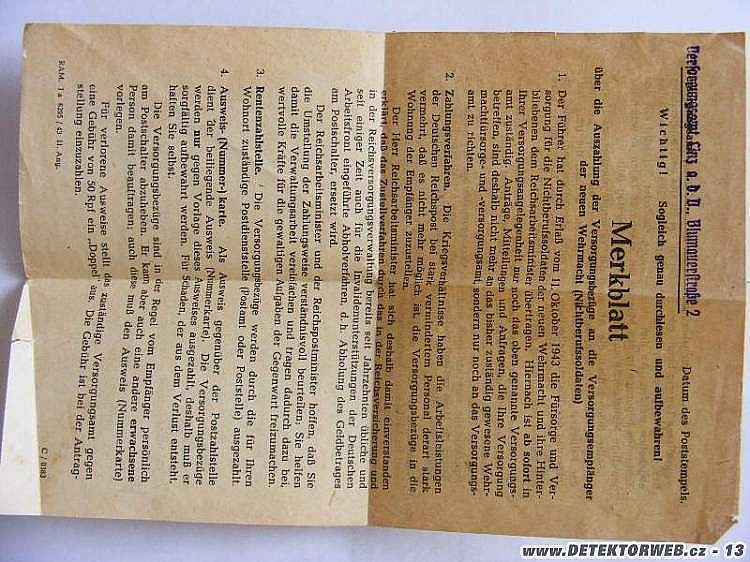 Versorgungsamt Graz a. d. D., Blumauerstraße 2
Datum des Poststempels.
Wichtig! Sogleich genau durchlesen und aufbewahren!
Merkblatt
über die Auszahlung der Versorgungsbezüge an die Versorgungsempfänger
der neuen Wehrmacht (Nichtberufssoldaten)
1. Der Führer hat durch Erlaß vom 11. Oktober 1943 die Fürsorge und Ver-
sorgung für die Nichtberufssoldaten der neuen Wehrmacht und ihre Hinter-
bliebenen dem Reichsarbeitsminister übertragen. Hiernach ist ab sofort in
Ihrer Versorgungsangelegenheit nur noch das oben genannte Versorgungs-
amt zuständig. Anträge, Mitteilungen und Anfragen, die Ihre Versorgung
betreffen, sind deshalb nicht mehr an das bisher zuständig gewesene Wehr-
machtfürsorge- und -versorgungsamt, sondern nur noch an das Versorgungs-
amt zu richten.
2. Zahlungsverfahren. Die Kriegsverhältnisse haben die Arbeitsleistungen
der Deutschen Reichspost bei stark vermindertem Personal derart stark
vermehrt, daß es nicht mehr möglich ist, die Versorgungsbezüge in die
Wohnung der Empfänger zuzustellen.
Der Herr Reichsarbeitsminister hat sich deshalb damit einverstanden
erklärt, daß das Zustellverfahren durch das in der Reichsversicherung und
in der Reichsversorgungsverwaltung bereits seit Jahrzehnten übliche und
seit einiger Zeit auch für die Invalidenunterstützungen der Deutschen
Arbeitsfront eingeführte Abholverfahren, d. h. Abholung des Geldbetrages
am Postschalter, ersetzt wird.
Der Reichsarbeitsminister und der Reichspostminister hoffen, daß Sie
die Umstellung der Zahlungsweise verständnisvoll beurteilen; Sie helfen
damit die Verwaltungsarbeit vereinfachen und tragen dadurch dazu bei,
wertvolle Kräfte für die gewaltigen Aufgaben der Gegenwart freizumachen.
3. Rentenzahlstelle. Die Versorgungsbezüge werden durch die für Ihren
Wohnort zuständige Postdienststelle (Postamt oder Poststelle) ausgezahlt.
4. Ausweis- (Nummer-) karte. Als Ausweis gegenüber der Postzahlstelle
dient der beiliegende Ausweis (Nummerkarte). Die Versorgungsbezüge
werden nur gegen Vorlage dieses Ausweises ausgezahlt, deshalb muß er
sorgfältig aufbewahrt werden. Für Schäden, der aus dem Verlust entsteht,
haften Sie selbst.
Die Versorgungsbezüge sind in der Regel vom Empfänger persönlich
am Postschalter abzuheben. Er kann aber auch eine andere erwachsene
Person damit beauftragen; auch diese muß den Ausweis (Nummerkarte)
vorlegen.
Für verlorene Ausweise stellt das zuständige Versorgungsamt gegen
eine Gebühr von 50 Rpf ein „Doppel" aus. Die Gebühr ist bei der Antrag-
stellung einzuzahlen.
RAM. I a 6295 / 43 II. Ang.
C/0183
www.DETEKTORWEB.cz - 13